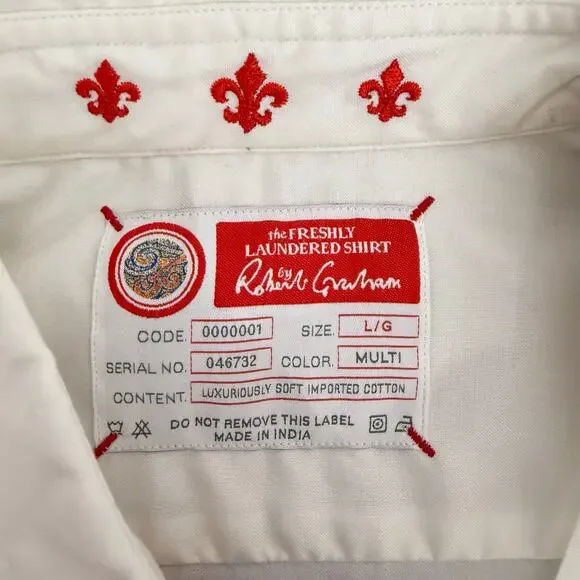 the FRESHLY
LAUNDERED SHIRT
by
Robert Graham
CODE. 0000001 SIZE. L/G
SERIAL NO. 046732 COLOR. MULTI
CONTENT. LUXURIOUSLY SOFT IMPORTED COTTON
DO NOT REMOVE THIS LABEL
MADE IN INDIA